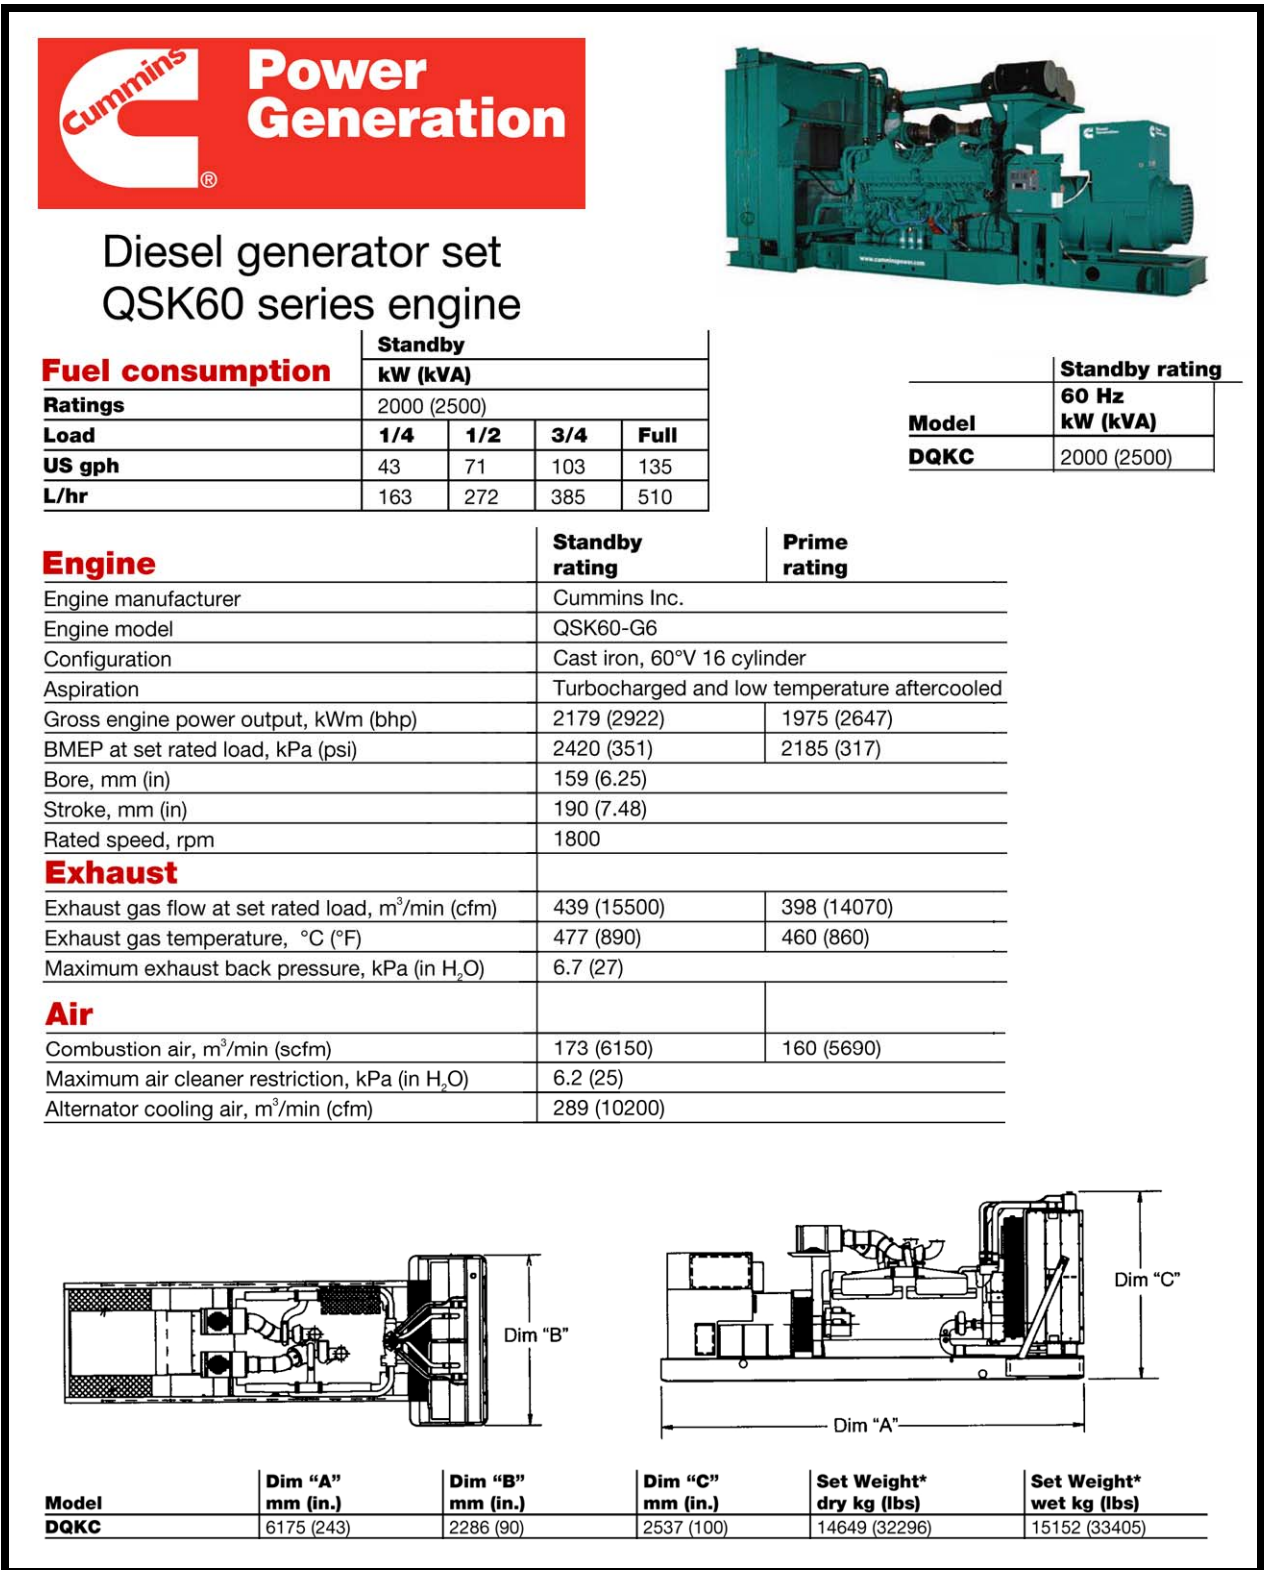 Cummins
®
Power
Generation
Power
Generation
www.cumminspower.com
Diesel generator set
QSK60 series engine
Fuel consumption
Standby
kW (kVA)
Ratings 2000 (2500)
Load 1/4 1/2 3/4 Full
US gph 43 71 103 135
L/hr 163 272 385 510
Standby rating
60 Hz
Model kW (kVA)
DQKC 2000 (2500)
Engine Standby rating Prime rating
Engine manufacturer Cummins Inc.
Engine model QSK60-G6
Configuration Cast iron, 60°V 16 cylinder
Aspiration Turbocharged and low temperature aftercooled
Gross engine power output, kWm (bhp) 2179 (2922) 1975 (2647)
BMEP at set rated load, kPa (psi) 2420 (351) 2185 (317)
Bore, mm (in) 159 (6.25)
Stroke, mm (in) 190 (7.48)
Rated speed, rpm 1800
Exhaust
Exhaust gas flow at set rated load, m³/min (cfm) 439 (15500) 398 (14070)
Exhaust gas temperature, °C (°F) 477 (890) 460 (860)
Maximum exhaust back pressure, kPa (in H₂O) 6.7 (27)
Air
Combustion air, m³/min (scfm) 173 (6150) 160 (5690)
Maximum air cleaner restriction, kPa (in H₂O) 6.2 (25)
Alternator cooling air, m³/min (cfm) 289 (10200)
Dim “B”
Dim “C”
Dim “A”
Dim “A” Dim “B” Dim “C” Set Weight* Set Weight*
Model mm (in.) mm (in.) mm (in.) dry kg (lbs) wet kg (lbs)
DQKC 6175 (243) 2286 (90) 2537 (100) 14649 (32296) 15152 (33405)